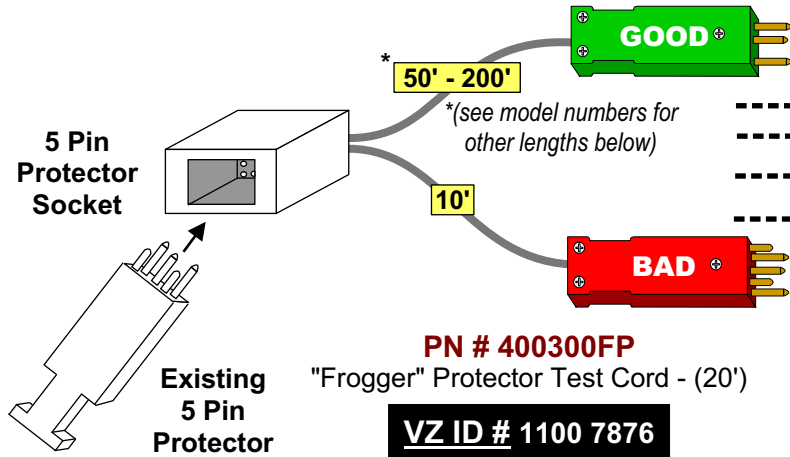 GOOD
* 50' - 200'
*(see model numbers for
other lengths below)
5 Pin
Protector
Socket
10'
BAD
PN # 400300FP
"Frogger" Protector Test Cord - (20')
Existing
5 Pin
Protector
VZ ID # 1100 7876